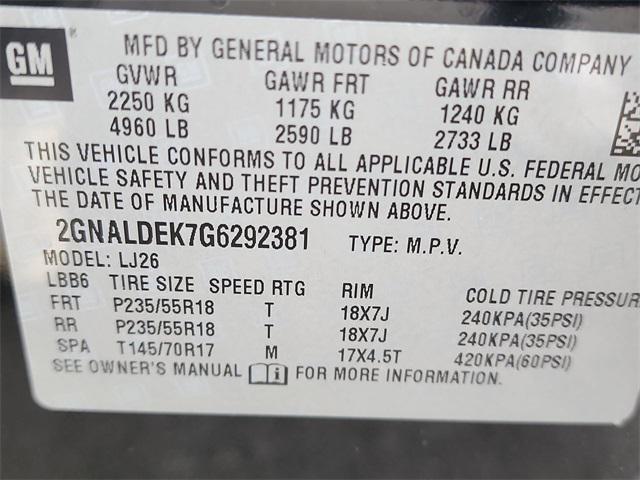 GM
MFD BY GENERAL MOTORS OF CANADA COMPANY
GVWR GAWR FRT GAWR RR
2250 KG 1175 KG 1240 KG
4960 LB 2590 LB 2733 LB
THIS VEHICLE CONFORMS TO ALL APPLICABLE U.S. FEDERAL MO
VEHICLE SAFETY AND THEFT PREVENTION STANDARDS IN EFFECT
THE DATE OF MANUFACTURE SHOWN ABOVE.
2GNALDEK7G6292381 TYPE: M.P.V.
MODEL: LJ26
LBB6 TIRE SIZE SPEED RTG RIM COLD TIRE PRESSUR
FRT P235/55R18 T 18X7J 240KPA(35PSI)
RR P235/55R18 T 18X7J 240KPA(35PSI)
SPA T145/70R17 M 17X4.5T 420KPA(60PSI)
SEE OWNER'S MANUAL i FOR MORE INFORMATION.